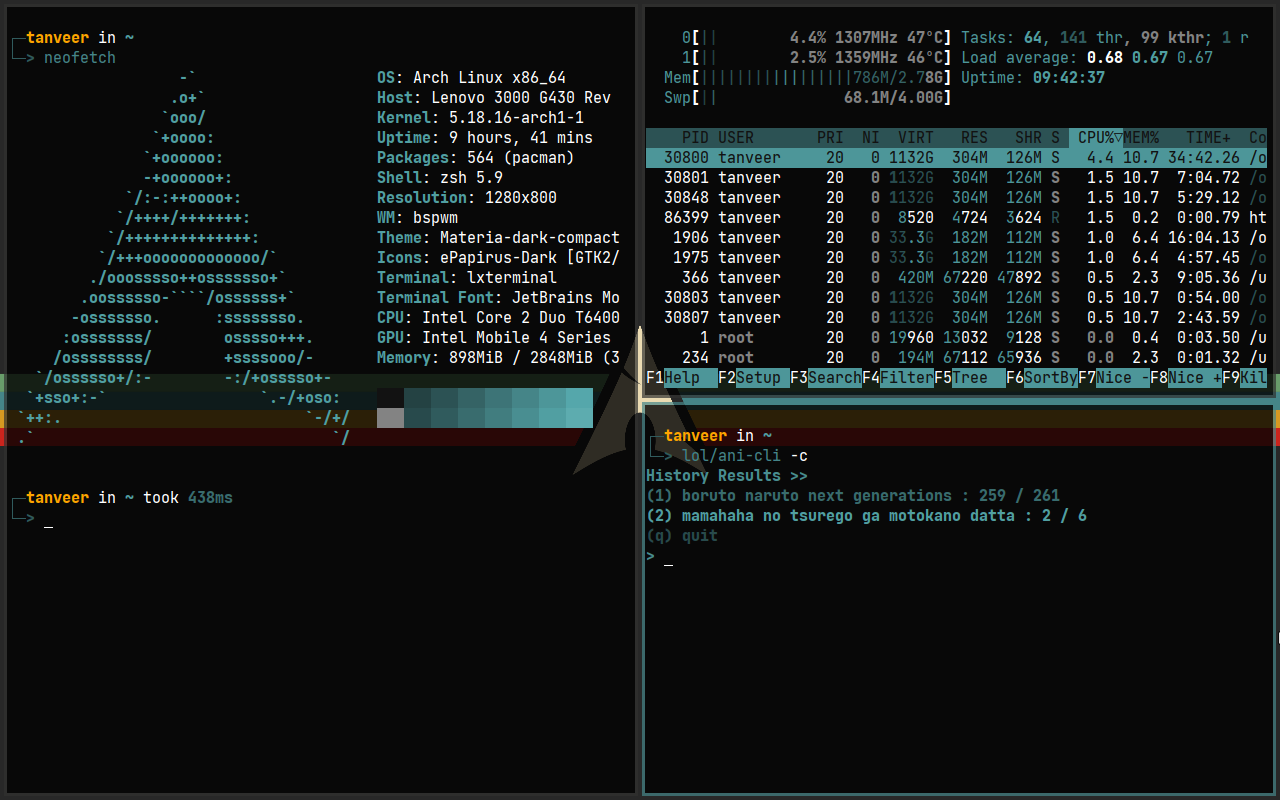 tanveer in ~
> neofetch
-`
.o+`
`ooo/
`+oooo:
`+oooooo:
-+oooooo+:
`/:-:++oooo+:
`/++++/+++++++:
`/++++++++++++++:
`/+++ooooooooooooo/`
./ooosssso++osssssso+`
.oossssso-````/ossssss+`
-osssssso.      :ssssssso.
:osssssss/        osssso+++.
/ossssssss/        +ssssooo/-
`/ossssso+/:-        -:/+osssso+-
`+sso+:-`                 `.-/+oso:
`++:.                           `-/+/
.`                                 `/
OS: Arch Linux x86_64
Host: Lenovo 3000 G430 Rev
Kernel: 5.18.16-arch1-1
Uptime: 9 hours, 41 mins
Packages: 564 (pacman)
Shell: zsh 5.9
Resolution: 1280x800
WM: bspwm
Theme: Materia-dark-compact
Icons: ePapirus-Dark [GTK2/
Terminal: lxterminal
Terminal Font: JetBrains Mo
CPU: Intel Core 2 Duo T6400
GPU: Intel Mobile 4 Series
Memory: 898MiB / 2848MiB (3
tanveer in ~ took 438ms
> _
0[|| 4.4% 1307MHz 47°C] Tasks: 64, 141 thr, 99 kthr; 1 r
1[|| 2.5% 1359MHz 46°C] Load average: 0.68 0.67 0.67
Mem[|||||||||||||||||786M/2.78G] Uptime: 09:42:37
Swp[|| 68.1M/4.00G]
PID USER PRI NI VIRT RES SHR S CPU%▽MEM% TIME+ Co
30800 tanveer 20 0 1132G 304M 126M S 4.4 10.7 34:42.26 /o
30801 tanveer 20 0 1132G 304M 126M S 1.5 10.7 7:04.72 /o
30848 tanveer 20 0 1132G 304M 126M S 1.5 10.7 5:29.12 /o
86399 tanveer 20 0 8520 4724 3624 R 1.5 0.2 0:00.79 ht
1906 tanveer 20 0 33.3G 182M 112M S 1.0 6.4 16:04.13 /o
1975 tanveer 20 0 33.3G 182M 112M S 1.0 6.4 4:57.45 /o
366 tanveer 20 0 420M 67220 47892 S 0.5 2.3 9:05.36 /u
30803 tanveer 20 0 1132G 304M 126M S 0.5 10.7 0:54.00 /o
30807 tanveer 20 0 1132G 304M 126M S 0.5 10.7 2:43.59 /o
1 root 20 0 19960 13032 9128 S 0.0 0.4 0:03.50 /u
234 root 20 0 194M 67112 65936 S 0.0 2.3 0:01.32 /u
F1Help F2Setup F3SearchF4FilterF5Tree F6SortByF7Nice -F8Nice +F9Kil
tanveer in ~
> lol/ani-cli -c
History Results >>
(1) boruto naruto next generations : 259 / 261
(2) mamahaha no tsurego ga motokano datta : 2 / 6
(q) quit
> _